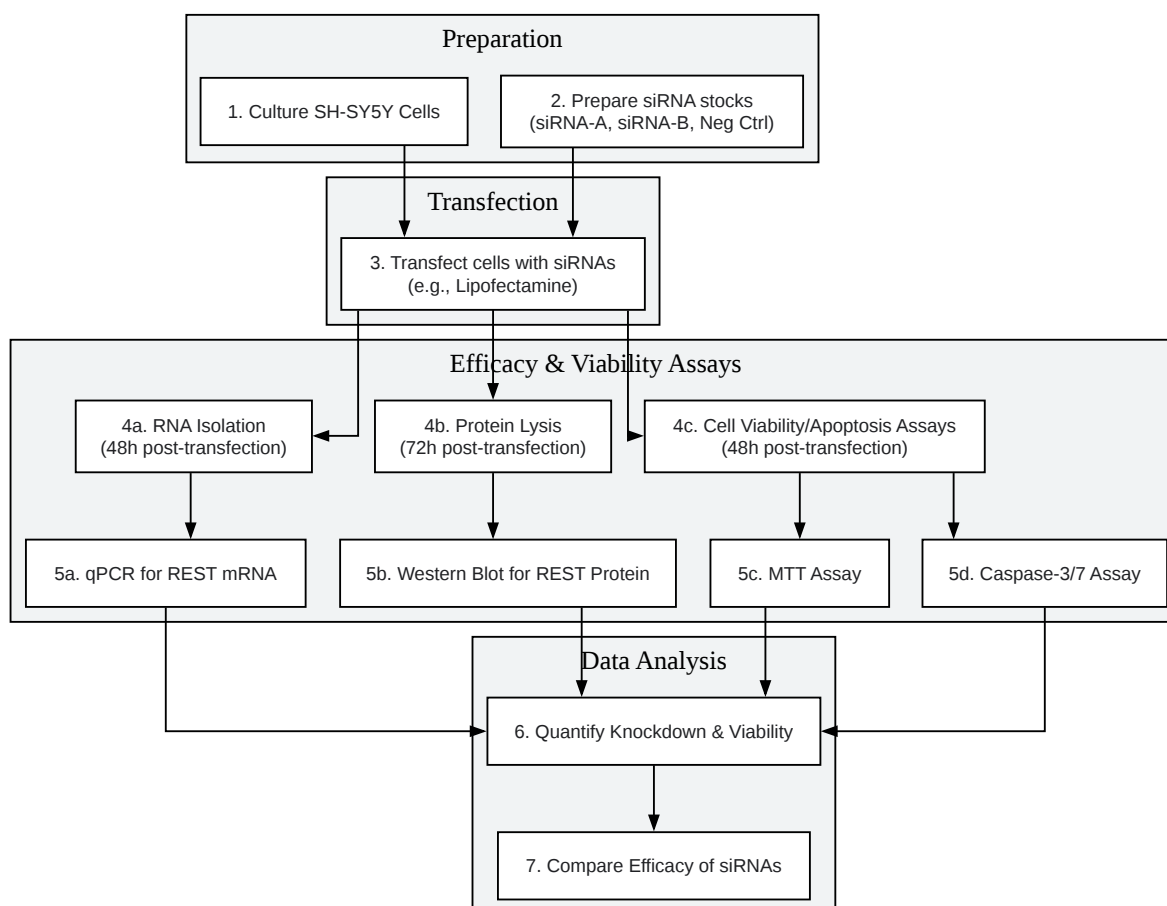 Preparation
1. Culture SH-SY5Y Cells
2. Prepare siRNA stocks
(siRNA-A, siRNA-B, Neg Ctrl)
Transfection
3. Transfect cells with siRNAs
(e.g., Lipofectamine)
Efficacy & Viability Assays
4a. RNA Isolation
(48h post-transfection)
4b. Protein Lysis
(72h post-transfection)
4c. Cell Viability/Apoptosis Assays
(48h post-transfection)
5a. qPCR for REST mRNA
5b. Western Blot for REST Protein
5c. MTT Assay
5d. Caspase-3/7 Assay
Data Analysis
6. Quantify Knockdown & Viability
7. Compare Efficacy of siRNAs